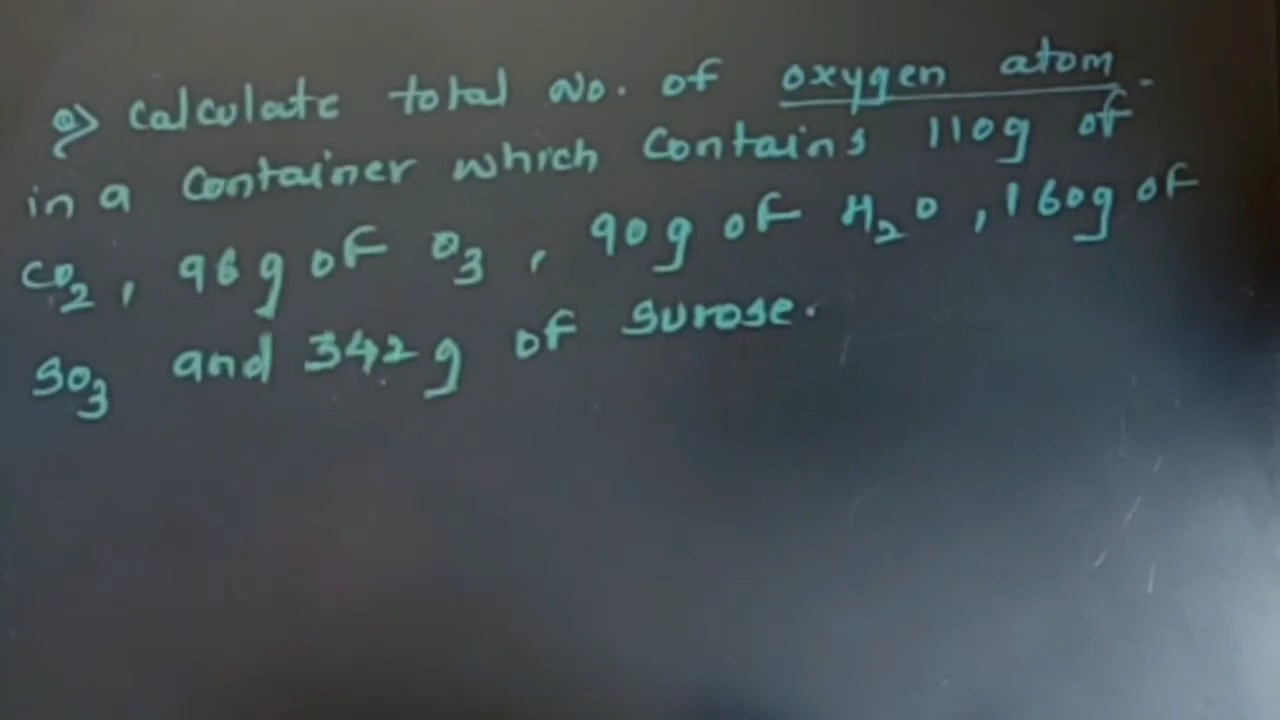 Q) Calculate total No. of oxygen atom.
in a container which contains 110g of
CO2, 96g of O3, 90g of H2O, 160g of
SO3 and 342g of surose.